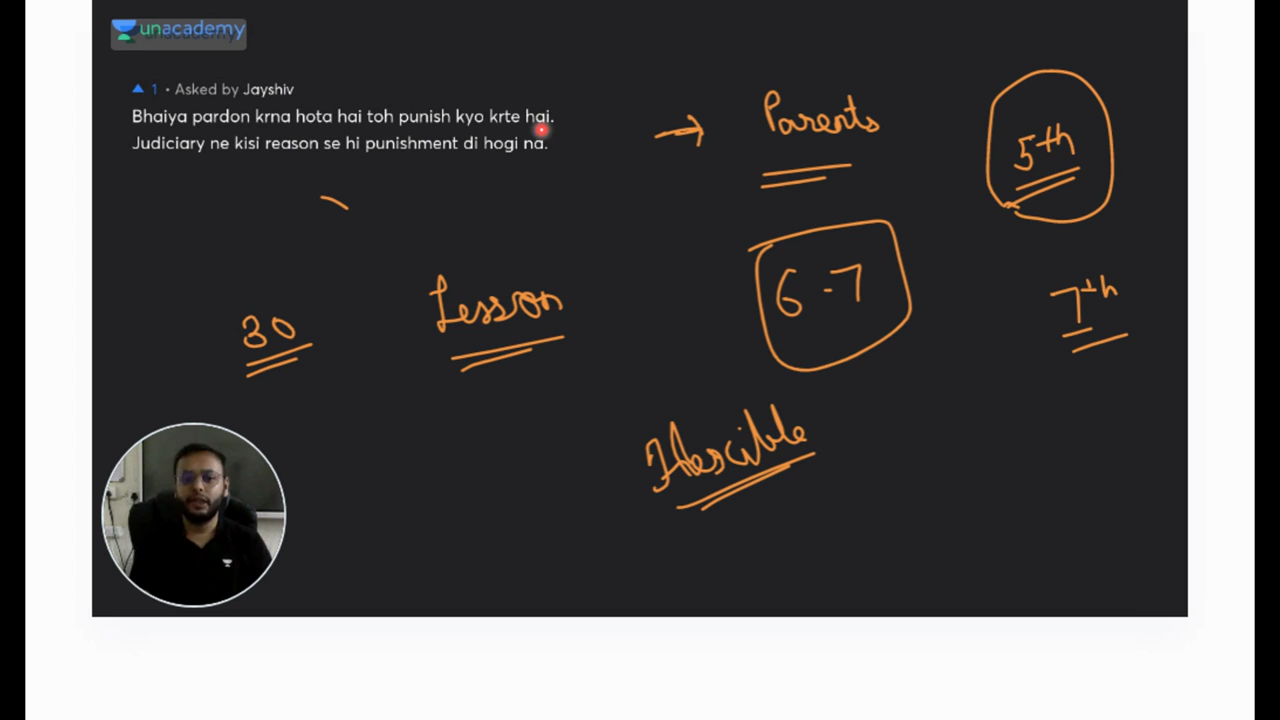 unacademy
1 • Asked by Jayshiv
Bhaiya pardon krna hota hai toh punish kyo krte hai.
Judiciary ne kisi reason se hi punishment di hogi na.
→ Parents
5th
6-7
7th
Lesson
30